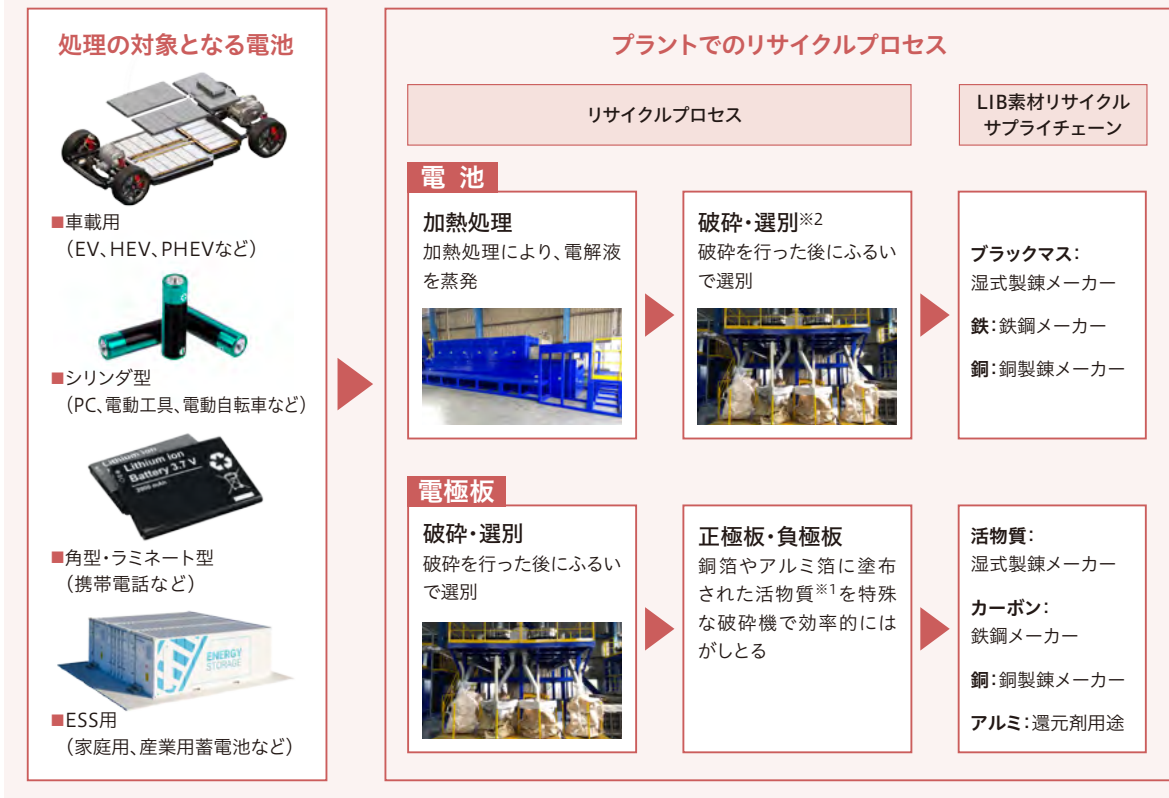 処理の対象となる電池
■車載用
（EV、HEV、PHEVなど）
■シリンダ型
（PC、電動工具、電動自転車など）
Lithium ion
Lithium ion
Battery 3.7 V
■角型・ラミネート型
（携帯電話など）
ENERGY
STORAGE
■ESS用
（家庭用、産業用蓄電池など）
プラントでのリサイクルプロセス
リサイクルプロセス
LIB素材リサイクル
サプライチェーン
電 池
加熱処理
加熱処理により、電解液
を蒸発
破砕・選別※2
破砕を行った後にふるい
で選別
ブラックマス：
湿式製錬メーカー
鉄：鉄鋼メーカー
銅：銅製錬メーカー
電極板
破砕・選別
破砕を行った後にふるい
で選別
正極板・負極板
銅箔やアルミ箔に塗布
された活物質※1を特殊
な破砕機で効率的には
がしとる
活物質：
湿式製錬メーカー
カーボン：
鉄鋼メーカー
銅：銅製錬メーカー
アルミ：還元剤用途